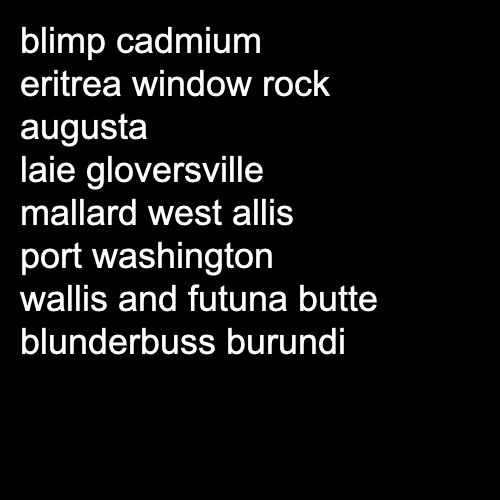 blimp cadmium
eritrea window rock
augusta
laie gloversville
mallard west allis
port washington
wallis and futuna butte
blunderbuss burundi